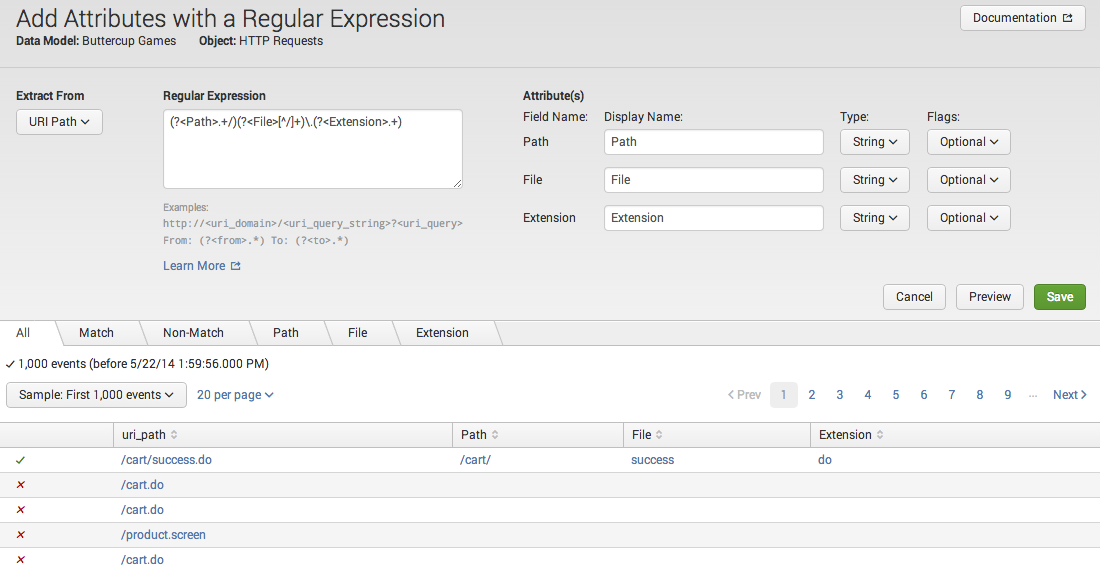 Add Attributes with a Regular Expression
Documentation
Data Model: Buttercup Games Object: HTTP Requests
Extract From
URI Path
Regular Expression
(?<Path>.+/)(?<File>[^/]+)\.(?<Extension>.+)
Examples:
http://<uri_domain>/<uri_query_string>?<uri_query>
From: (?<from>.*) To: (?<to>.*)
Learn More
Attribute(s)
Field Name: Display Name: Type: Flags:
Path Path String Optional
File File String Optional
Extension Extension String Optional
Cancel Preview Save
All Match Non-Match Path File Extension
1,000 events (before 5/22/14 1:59:56.000 PM)
Sample: First 1,000 events 20 per page Prev 1 2 3 4 5 6 7 8 9 ... Next
uri_path Path File Extension
/cart/success.do /cart/ success do
/cart.do
/cart.do
/product.screen
/cart.do